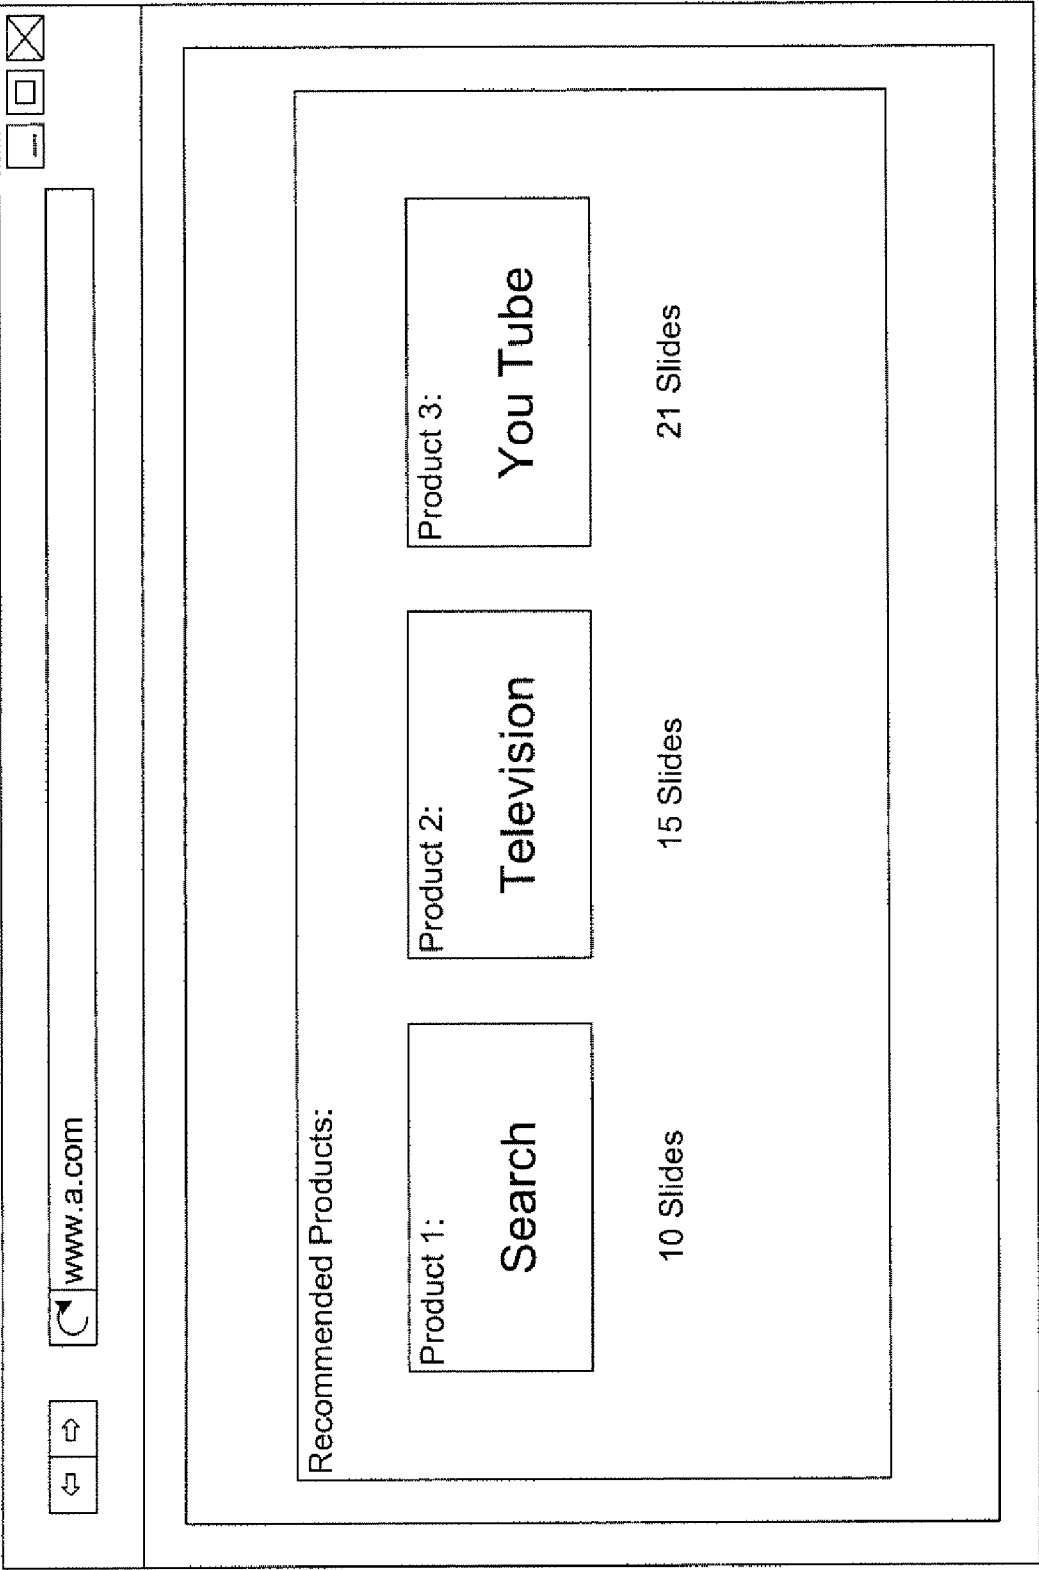 www.a.com
Recommended Products:
Product 1:
Search
10 Slides
Product 2:
Television
15 Slides
Product 3:
You Tube
21 Slides